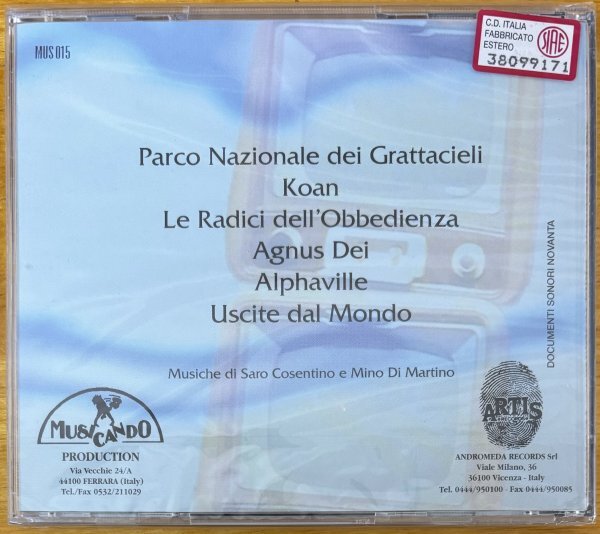 MUS 015
C.D. ITALIA
FABBRICATO
ESTERO
SIAE
38099171
Parco Nazionale dei Grattacieli
Koan
Le Radici dell'Obbedienza
Agnus Dei
Alphaville
Uscite dal Mondo
DOCUMENTI SONORI NOVANTA
Musiche di Saro Cosentino e Mino Di Martino
MUSICANDO
PRODUCTION
Via Vecchie 24/A
44100 FERRARA (Italy)
Tel./Fax 0532/211029
ARTIS
ANDROMEDA RECORDS Srl
Viale Milano, 36
36100 Vicenza - Italy
Tel. 0444/950100 - Fax 0444/950085